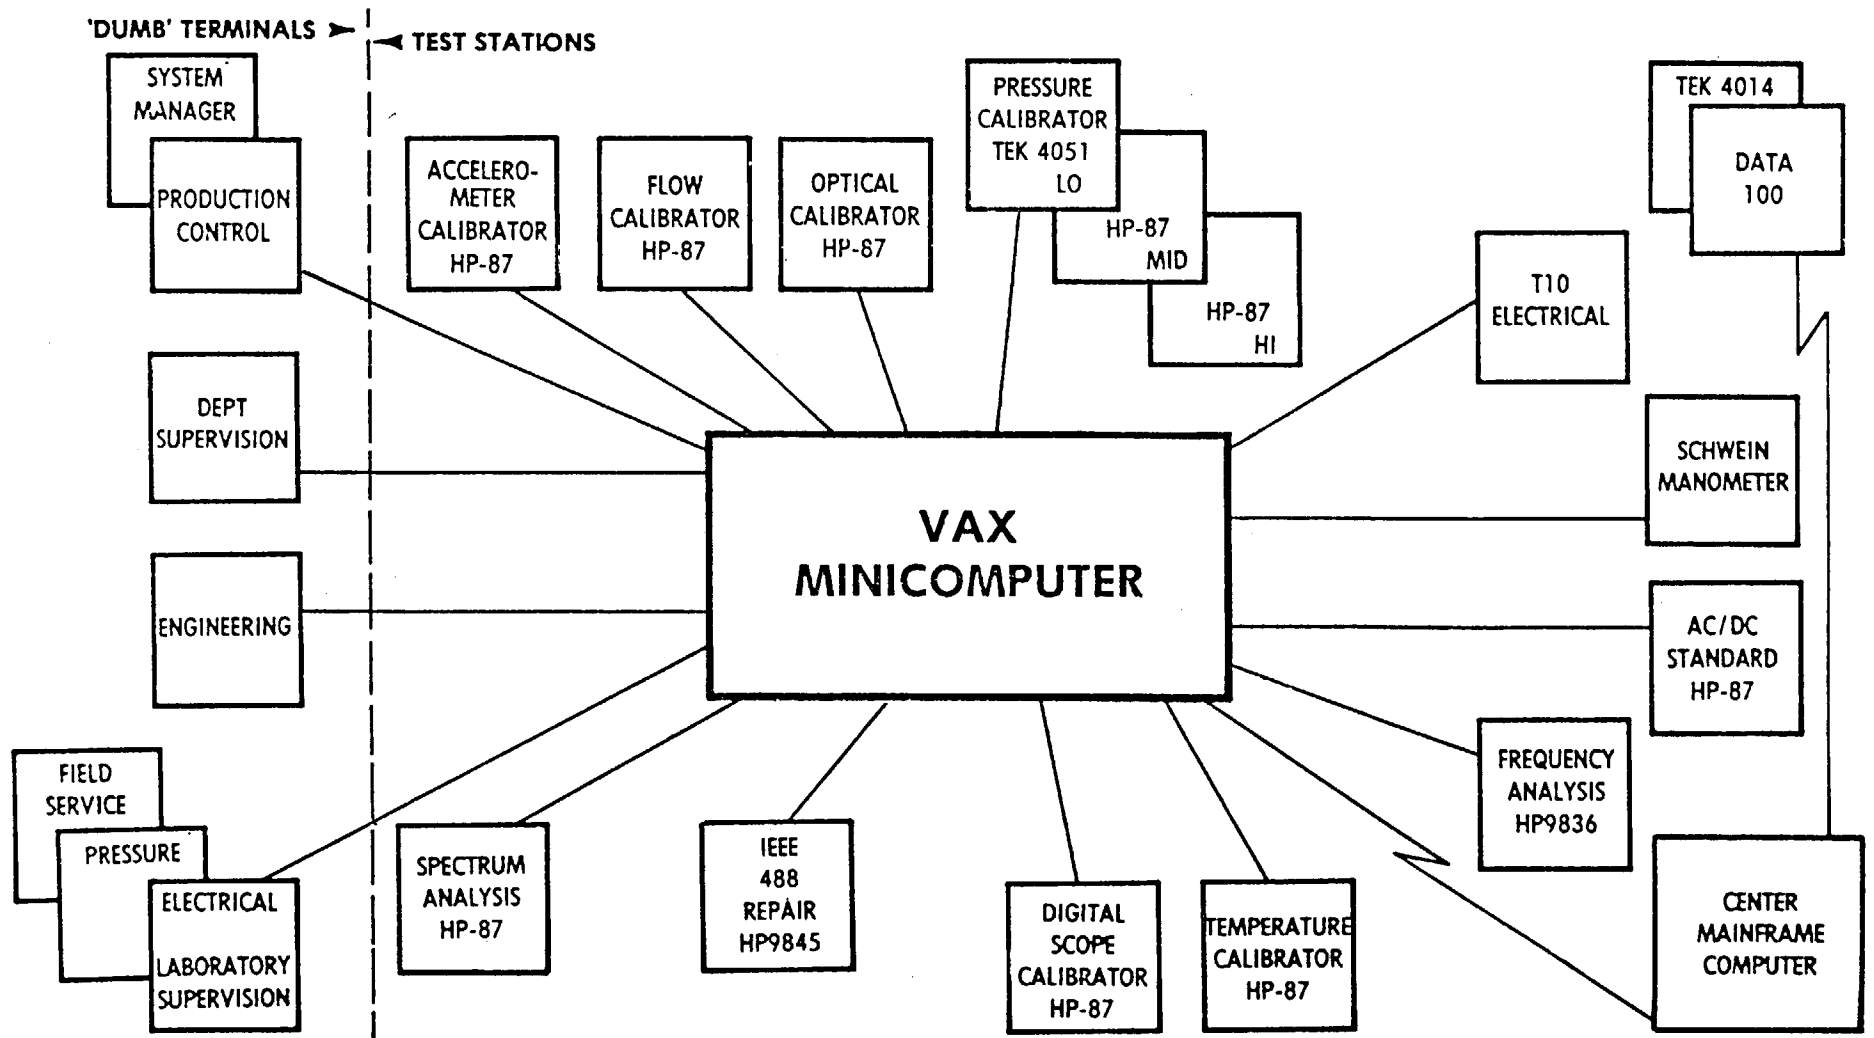 'DUMB' TERMINALS
TEST STATIONS
SYSTEM
MANAGER
PRODUCTION
CONTROL
DEPT
SUPERVISION
ENGINEERING
FIELD
SERVICE
PRESSURE
ELECTRICAL
LABORATORY
SUPERVISION
ACCELERO-
METER
CALIBRATOR
HP-87
FLOW
CALIBRATOR
HP-87
OPTICAL
CALIBRATOR
HP-87
PRESSURE
CALIBRATOR
TEK 4051
LO
HP-87
MID
HP-87
HI
TEK 4014
DATA
100
T10
ELECTRICAL
SCHWEIN
MANOMETER
VAX
MINICOMPUTER
AC/DC
STANDARD
HP-87
FREQUENCY
ANALYSIS
HP9836
SPECTRUM
ANALYSIS
HP-87
IEEE
488
REPAIR
HP9845
DIGITAL
SCOPE
CALIBRATOR
HP-87
TEMPERATURE
CALIBRATOR
HP-87
CENTER
MAINFRAME
COMPUTER